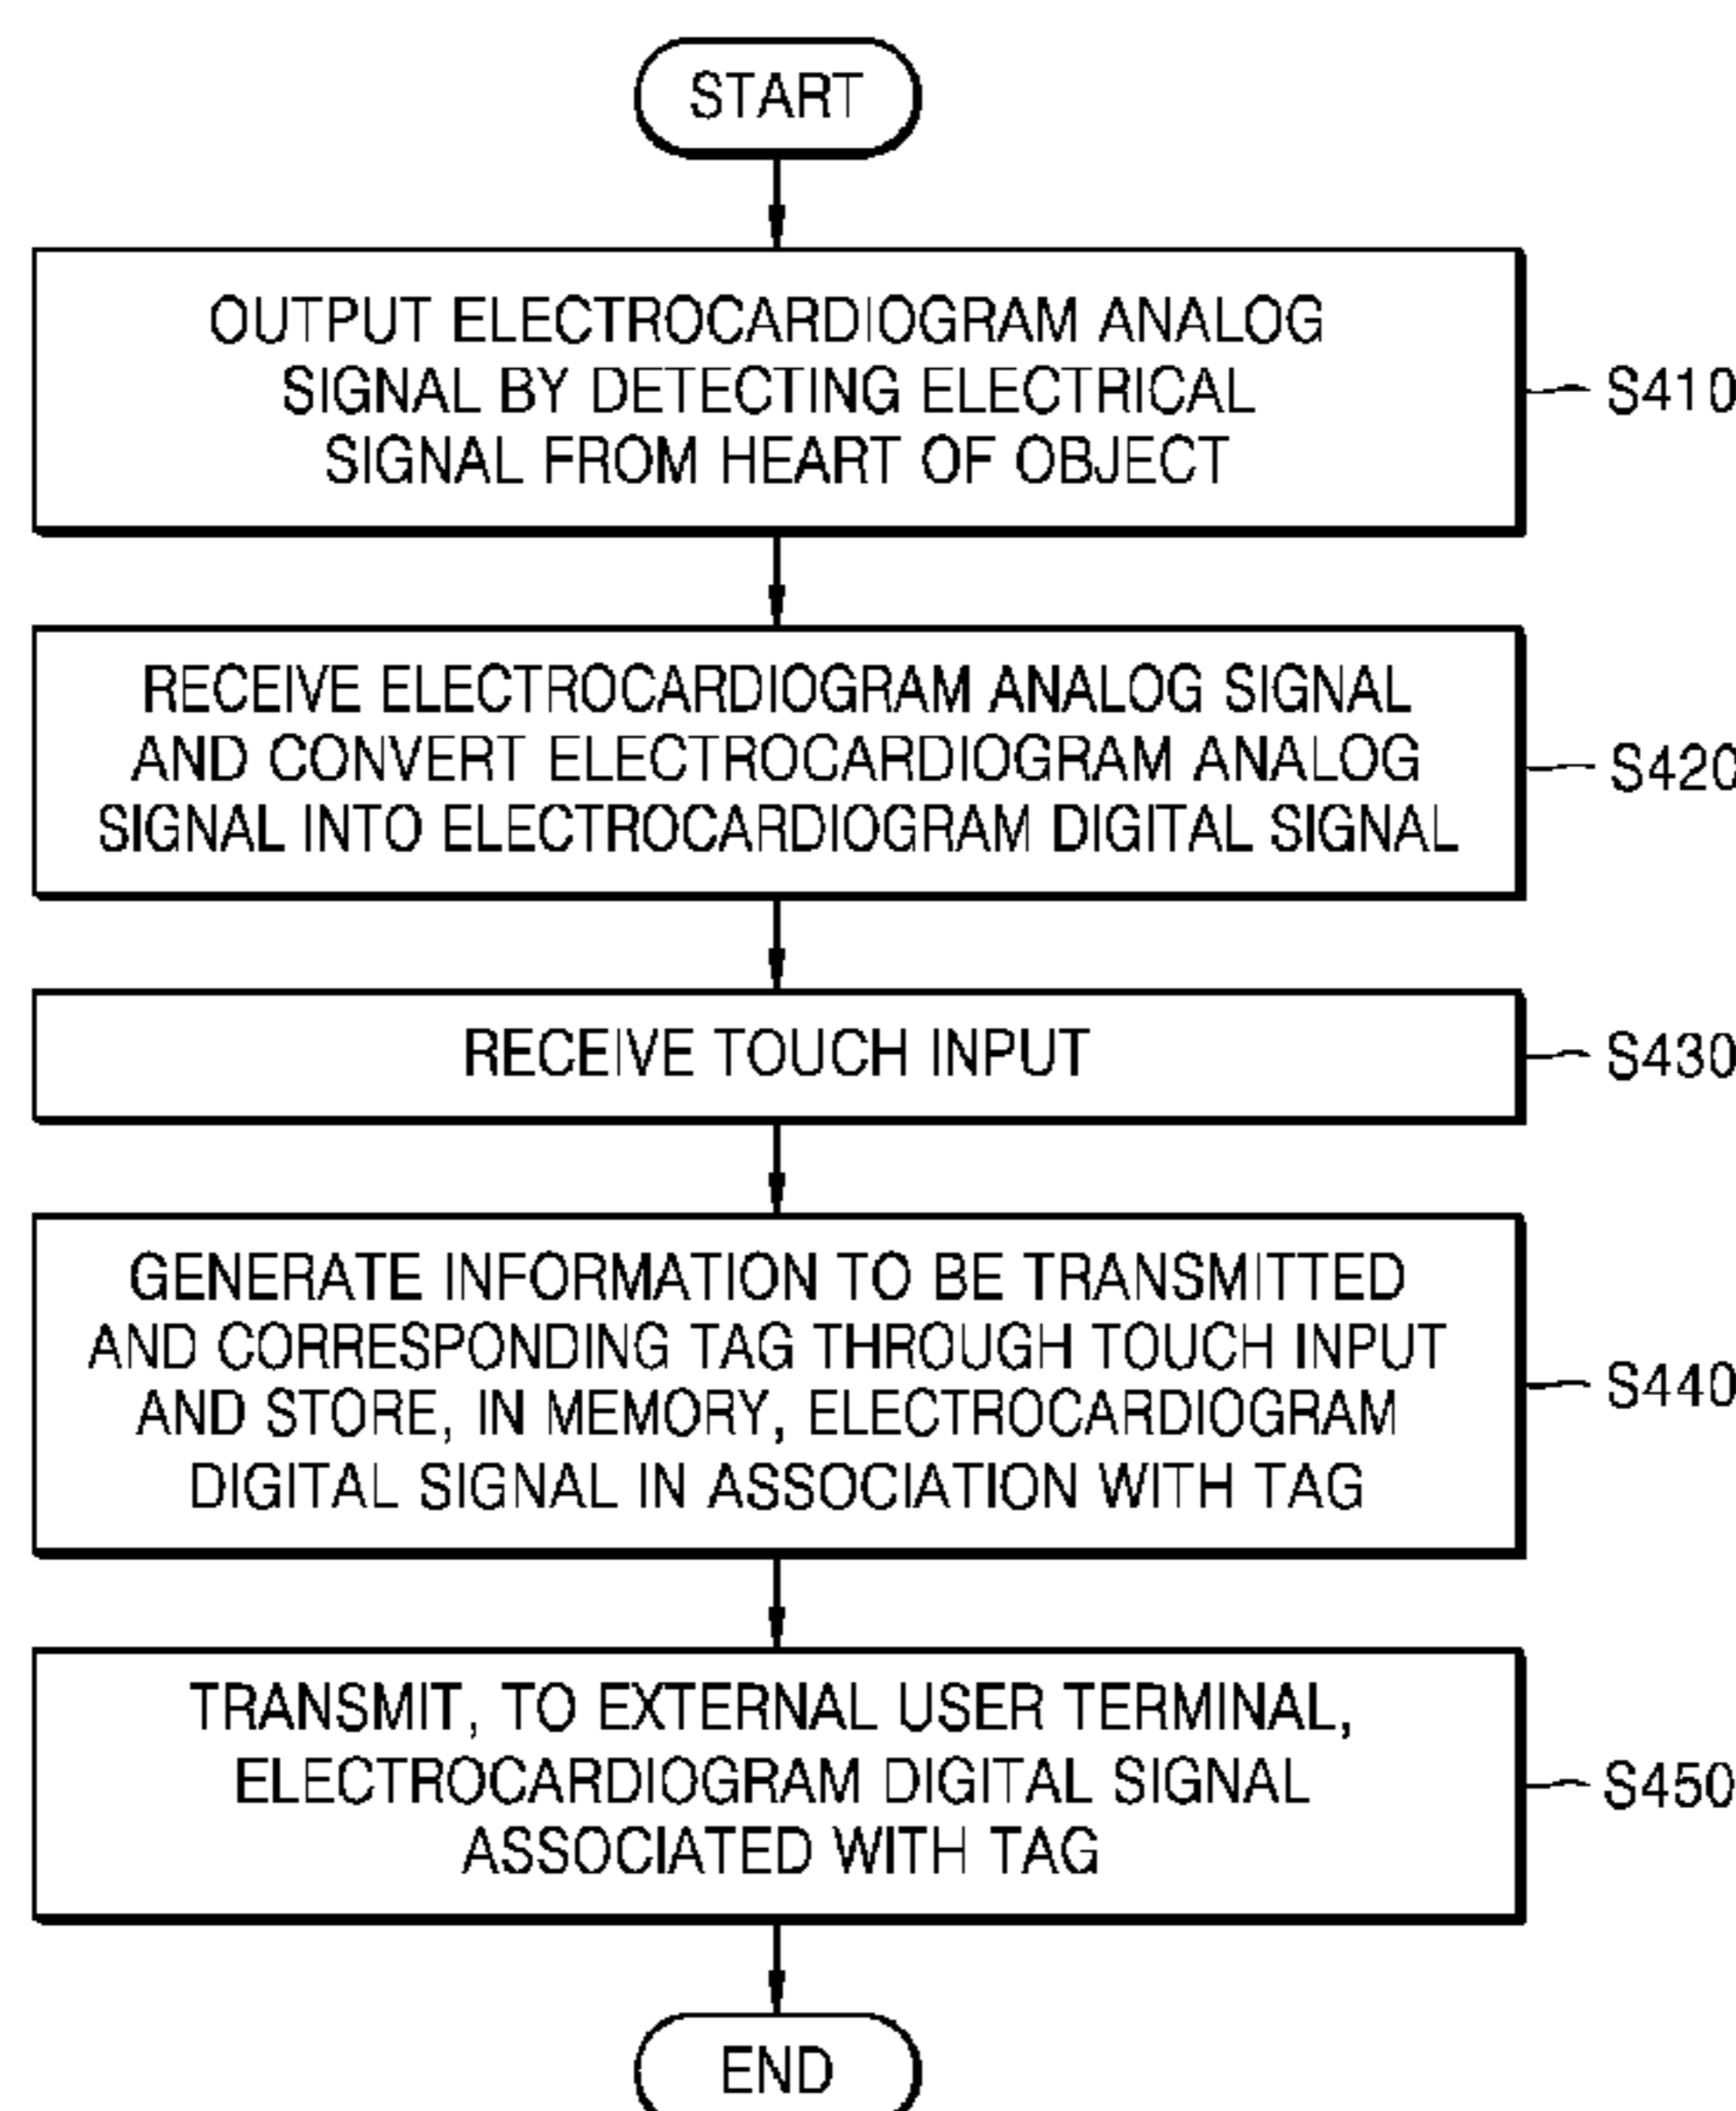 START
OUTPUT ELECTROCARDIOGRAM ANALOG
SIGNAL BY DETECTING ELECTRICAL
SIGNAL FROM HEART OF OBJECT
S410
RECEIVE ELECTROCARDIOGRAM ANALOG SIGNAL
AND CONVERT ELECTROCARDIOGRAM ANALOG
SIGNAL INTO ELECTROCARDIOGRAM DIGITAL SIGNAL
S420
RECEIVE TOUCH INPUT
S430
GENERATE INFORMATION TO BE TRANSMITTED
AND CORRESPONDING TAG THROUGH TOUCH INPUT
AND STORE, IN MEMORY, ELECTROCARDIOGRAM
DIGITAL SIGNAL IN ASSOCIATION WITH TAG
S440
TRANSMIT, TO EXTERNAL USER TERMINAL,
ELECTROCARDIOGRAM DIGITAL SIGNAL
ASSOCIATED WITH TAG
S450
END